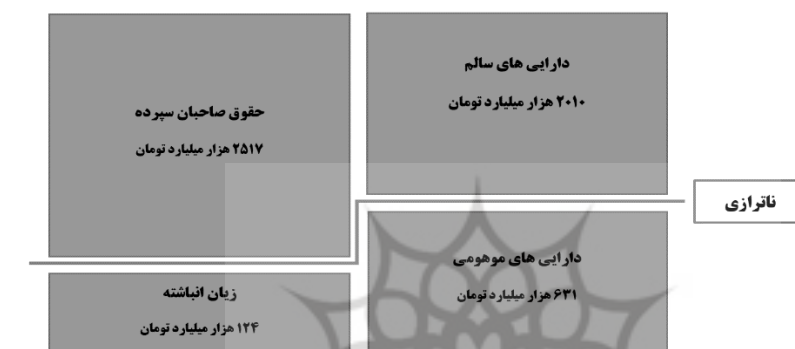 دارایی های سالم
۲۰۱۰ هزار میلیارد تومان
حقوق صاحبان سپرده
۲۵۱۷ هزار میلیارد تومان
ناترازی
دارایی های موهومی
۶۳۱ هزار میلیارد تومان
زیان انباشته
۱۲۴ هزار میلیارد تومان